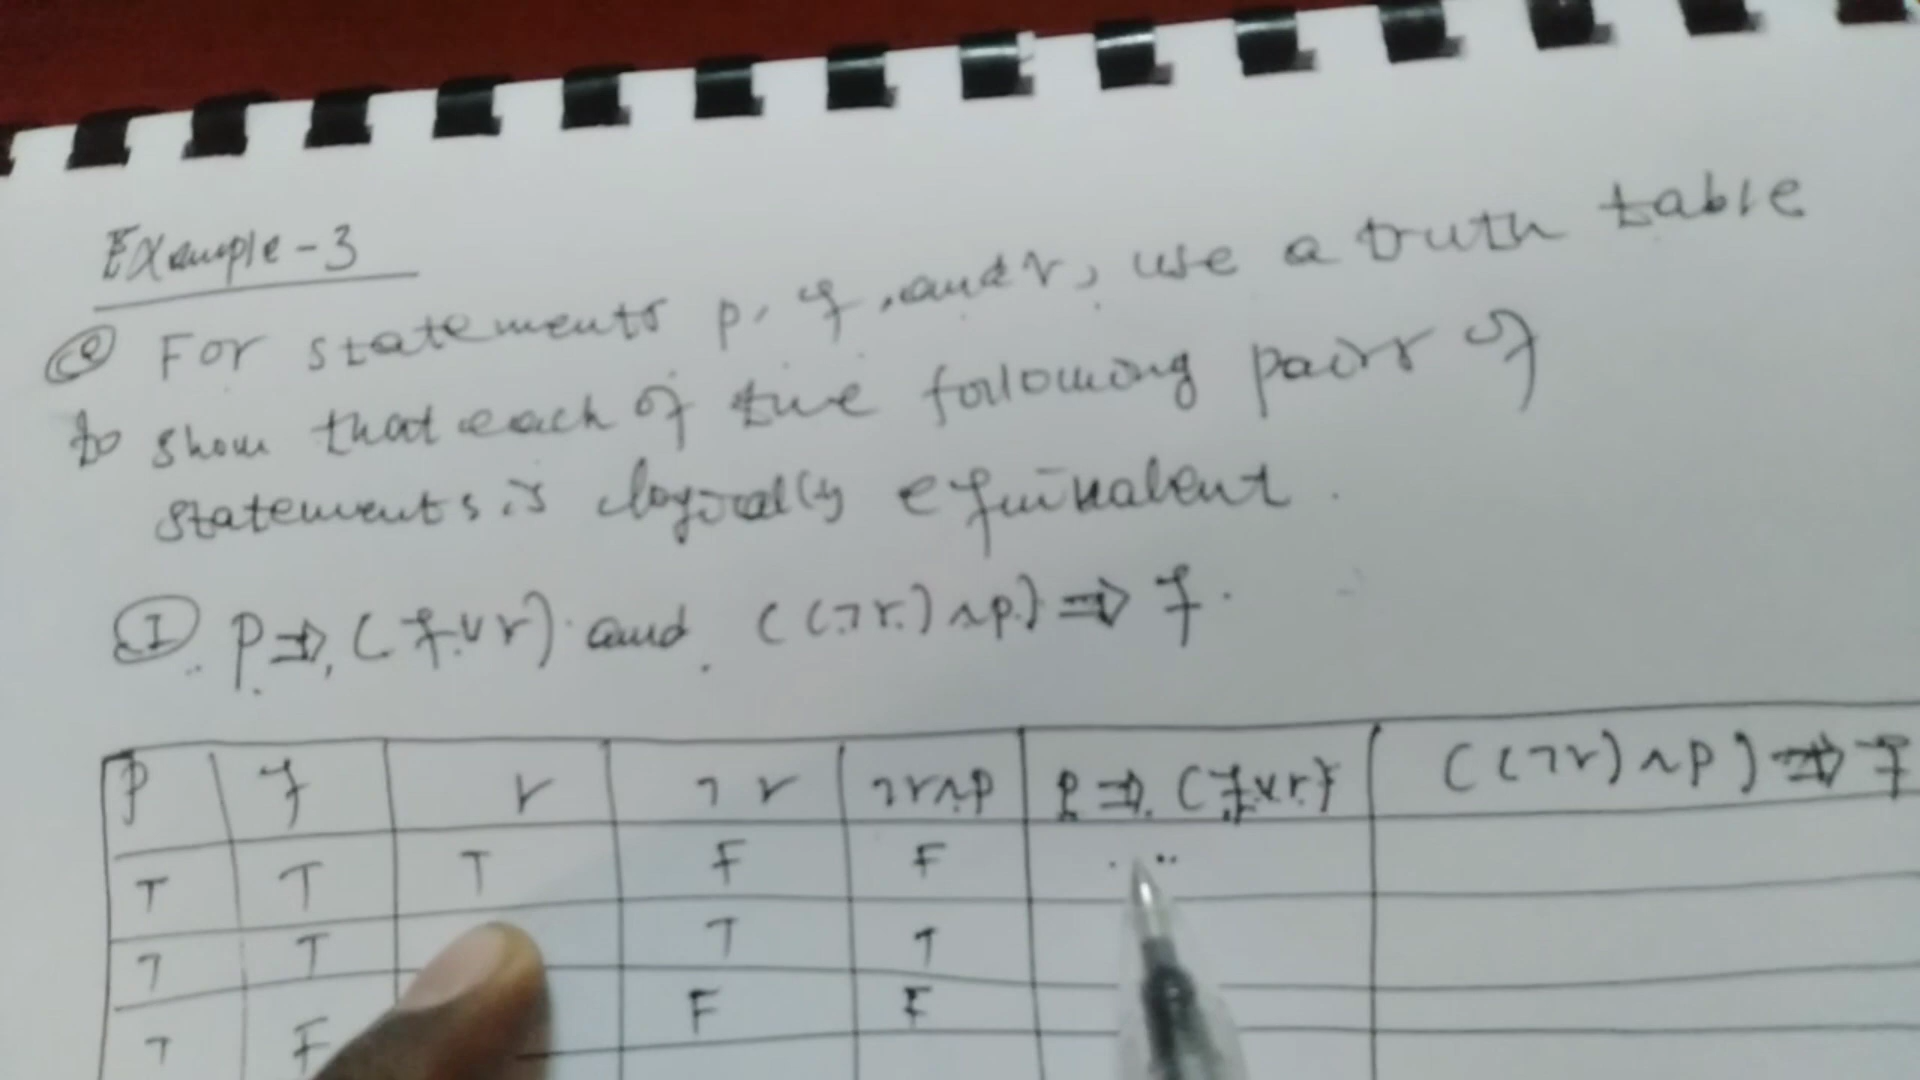 Example-3
@ For statements p, q, and r, use a truth table
to show that each of the following pairs of
statements is logically equivalent.
I p ⇒ (q ∨ r) and ((¬r) ∧ p) ⇒ q.
p q r ¬r ¬r∧p p ⇒ (q∨r) ((¬r)∧p) ⇒ q
T T T F F
T T T T
T F F F